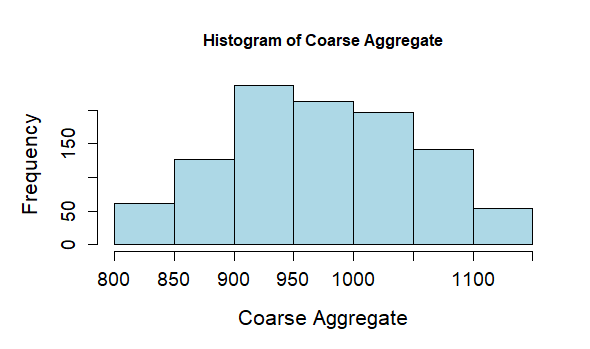 Histogram of Coarse Aggregate
Frequency
150
50
0
800 850 900 950 1000 1100
Coarse Aggregate